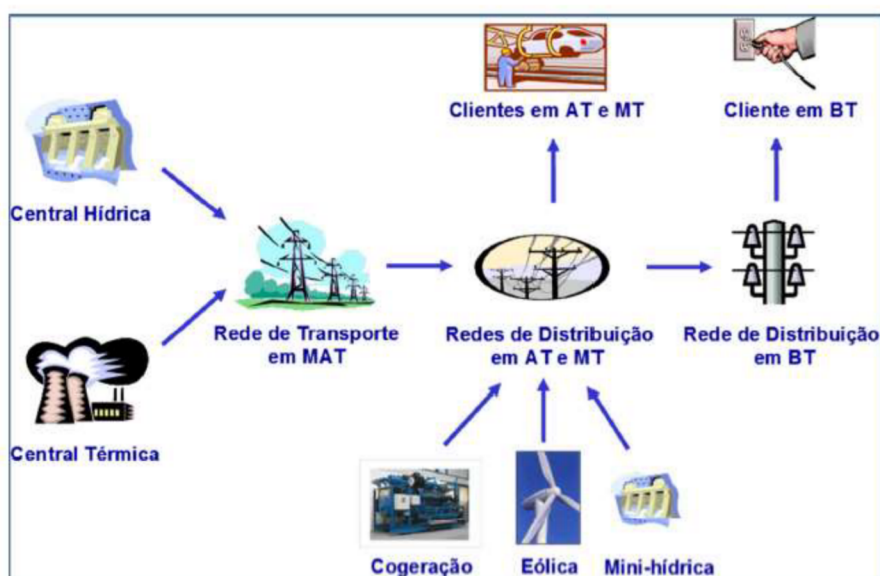 Clientes em AT e MT
Cliente em BT
Central Hídrica
Rede de Transporte
em MAT
Redes de Distribuição
em AT e MT
Rede de Distribuição
em BT
Central Térmica
Cogeração
Eólica
Mini-hídrica